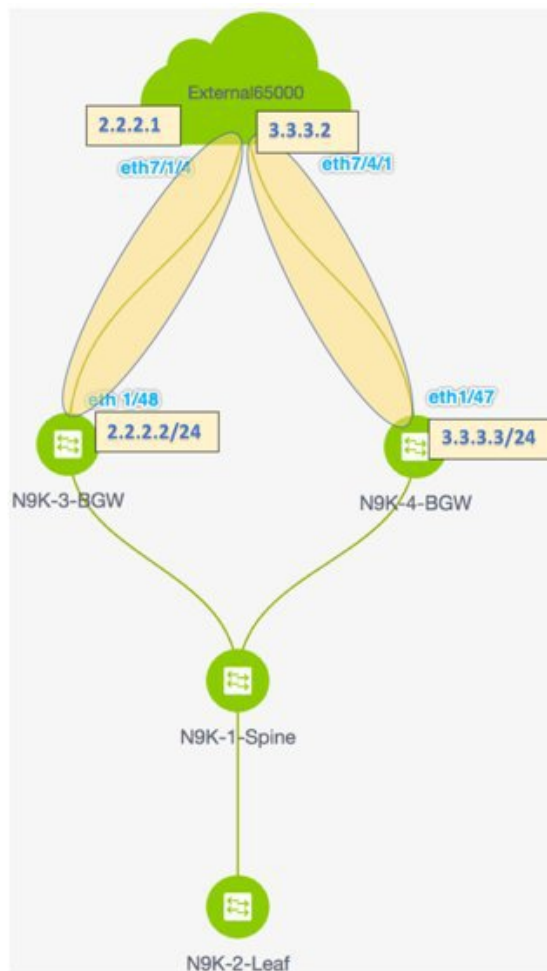 External65000
2.2.2.1
3.3.3.2
eth7/1/4
eth7/4/1
eth 1/48
eth1/47
2.2.2.2/24
3.3.3.3/24
N9K-3-BGW
N9K-4-BGW
N9K-1-Spine
N9K-2-Leaf